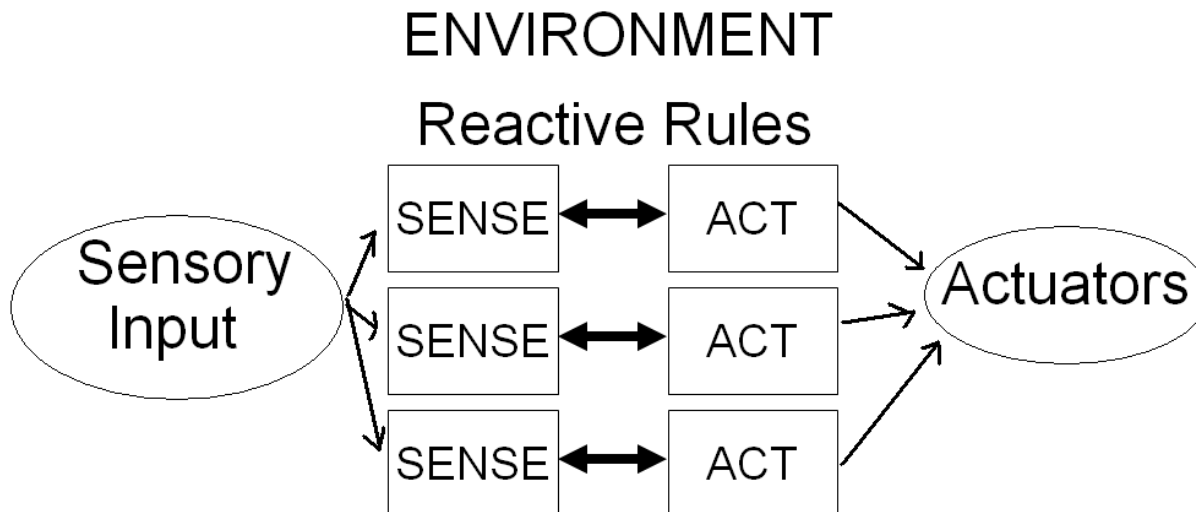 ENVIRONMENT
Reactive Rules
Sensory
Input
SENSE
ACT
SENSE
ACT
SENSE
ACT
Actuators